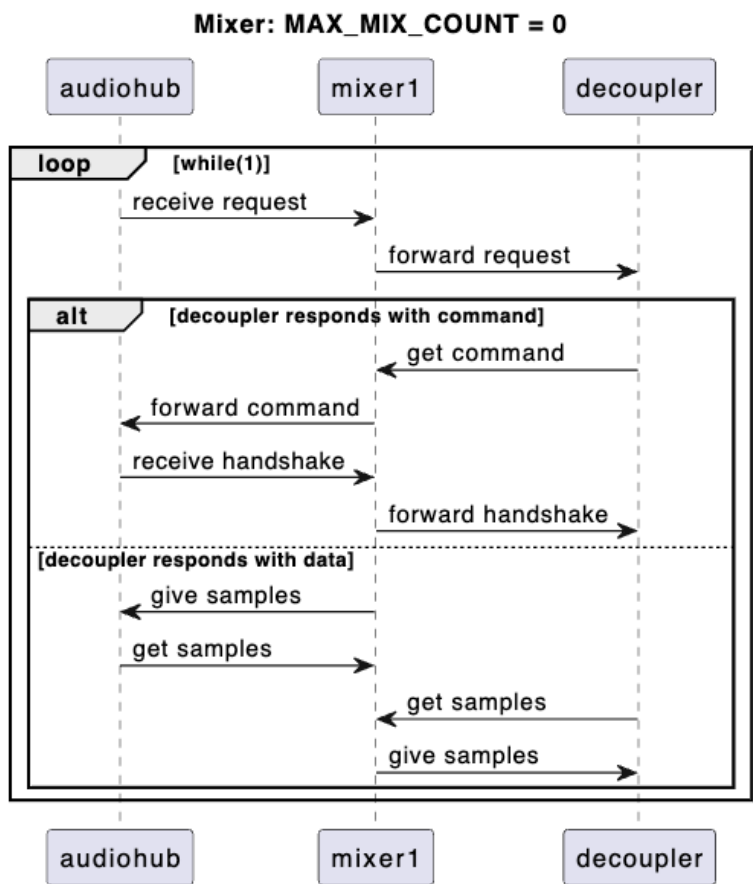 Mixer: MAX_MIX_COUNT = 0
audiohub mixer1 decoupler
loop [while(1)]
receive request
forward request
alt [decoupler responds with command]
get command
forward command
receive handshake
forward handshake
[decoupler responds with data]
give samples
get samples
get samples
give samples
audiohub mixer1 decoupler